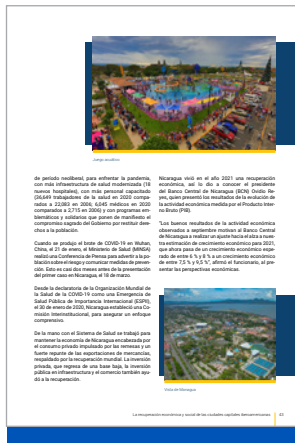 Juego acuático
de periodo neoliberal, para enfrentar la pandemia,
con más infraestructura de salud modernizada (18
nuevos hospitales), con más personal capacitado
(36,649 trabajadores de la salud en 2020 compa-
rados a 22,083 en 2006; 6,045 médicos en 2020
comparados a 2,715 en 2006) y con programas em-
blemáticos y solidarios que ponen de manifiesto el
compromiso sagrado del Gobierno por restituir dere-
chos a la población.
Cuando se produjo el brote de COVID-19 en Wuhan,
China, el 21 de enero, el Ministerio de Salud (MINSA)
realizó una Conferencia de Prensa para advertir a la po-
blación sobre el riesgo y comunicar medidas de preven-
ción. Esto es casi dos meses antes de la presentación
del primer caso en Nicaragua, el 18 de marzo.
Desde la declaratoria de la Organización Mundial de
la Salud de la COVID-19 como una Emergencia de
Salud Pública de Importancia Internacional (ESPII),
el 30 de enero de 2020, Nicaragua estableció una Co-
misión Interinstitucional, para asegurar un enfoque
comprensivo.
De la mano con el Sistema de Salud se trabajó para
mantener la economía de Nicaragua encabezada por
el consumo privado impulsado por las remesas y un
fuerte repunte de las exportaciones de mercancías,
respaldado por la recuperación mundial. La inversión
privada, que regresa de una base baja, la inversión
pública en infraestructura y el comercio también ayu-
dó a la recuperación.
Nicaragua vivió en el año 2021 una recuperación
económica, así lo dio a conocer el presidente
del Banco Central de Nicaragua (BCN) Ovidio Re-
yes, quien presentó los resultados de la evolución de
la actividad económica medida por el Producto Inter-
no Bruto (PIB).
"Los buenos resultados de la actividad económica
observados a septiembre motivan al Banco Central
de Nicaragua a realizar un ajuste hacia el alza a nues-
tra estimación de crecimiento económico para 2021,
que ahora pasa de un crecimiento económico espe-
rado de entre 6 % y 8 % a un crecimiento económico
de entre 7,5 % y 9,5 %", afirmó el funcionario, al pre-
sentar las perspectivas económicas.
Vista de Managua
La recuperación económica y social de las ciudades capitales iberoamericanas